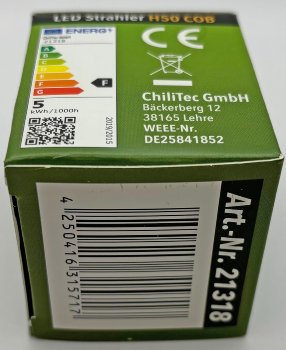 LED Strahler H50 COB
ENERG
21318
A
G
F
5
kWh/1000h
2019/2015
CE
ChiliTec GmbH
Bäckerberg 12
38165 Lehre
WEEE-Nr.
DE25841852
4 250416 315717
Art.-Nr. 21318